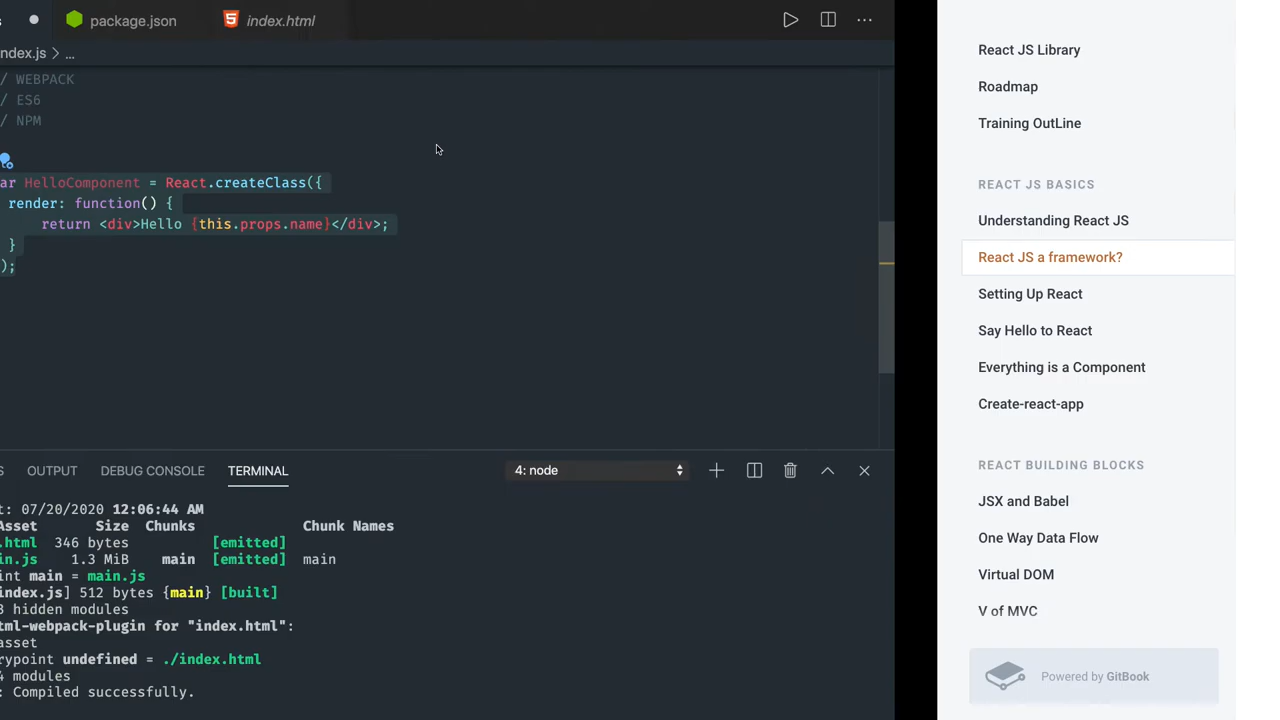 package.json
index.html
ndex.js > ...
/ WEBPACK
/ ES6
/ NPM
ar HelloComponent = React.createClass({
render: function() {
return <div>Hello {this.props.name}</div>;
}
);
S OUTPUT DEBUG CONSOLE TERMINAL 4: node
t: 07/20/2020 12:06:44 AM
Asset Size Chunks Chunk Names
.html 346 bytes [emitted]
in.js 1.3 MiB main [emitted] main
int main = main.js
index.js] 512 bytes {main} [built]
3 hidden modules
tml-webpack-plugin for "index.html":
asset
rypoint undefined = ./index.html
4 modules
: Compiled successfully.
React JS Library
Roadmap
Training OutLine
REACT JS BASICS
Understanding React JS
React JS a framework?
Setting Up React
Say Hello to React
Everything is a Component
Create-react-app
REACT BUILDING BLOCKS
JSX and Babel
One Way Data Flow
Virtual DOM
V of MVC
Powered by GitBook